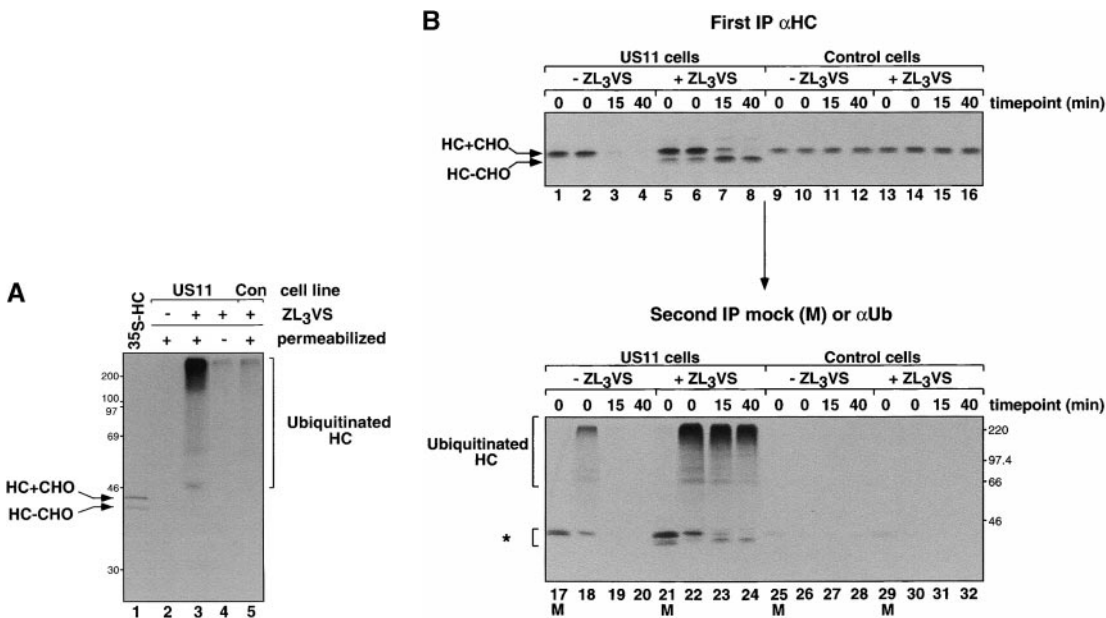 A
US11 Con cell line
- + + + ZL3VS
+ + - + permeabilized
35S-HC
200
100
97
69
46
30
HC+CHO
HC-CHO
Ubiquitinated
HC
1 2 3 4 5
B
First IP αHC
US11 cells Control cells
- ZL3VS + ZL3VS - ZL3VS + ZL3VS
0 0 15 40 0 0 15 40 0 0 15 40 0 0 15 40 timepoint (min)
HC+CHO
HC-CHO
1 2 3 4 5 6 7 8 9 10 11 12 13 14 15 16
Second IP mock (M) or αUb
US11 cells Control cells
- ZL3VS + ZL3VS - ZL3VS + ZL3VS
0 0 15 40 0 0 15 40 0 0 15 40 0 0 15 40 timepoint (min)
Ubiquitinated
HC
220
97.4
66
46
*
17 18 19 20 21 22 23 24 25 26 27 28 29 30 31 32
M M M M